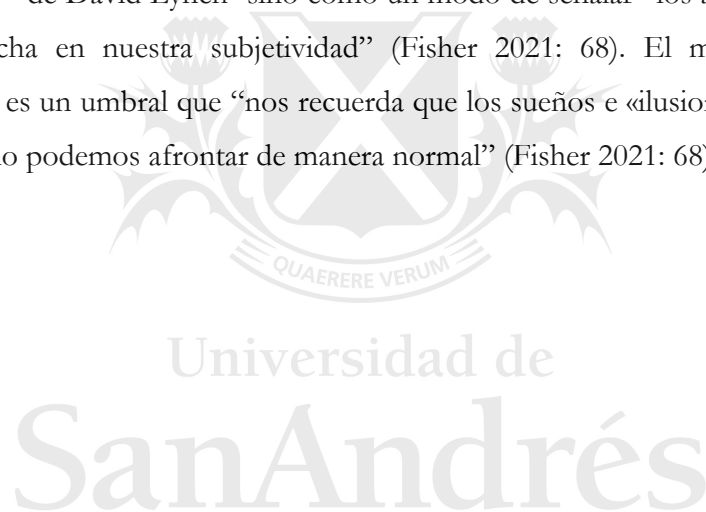 de David Lynch– sino como un modo de señalar "los
cha en nuestra subjetividad" (Fisher 2021: 68). El
es un umbral que "nos recuerda que los sueños e
podemos afrontar de manera normal" (Fisher 2021: 68)
QUAERERE VERUM
Universidad de
SanAndrés